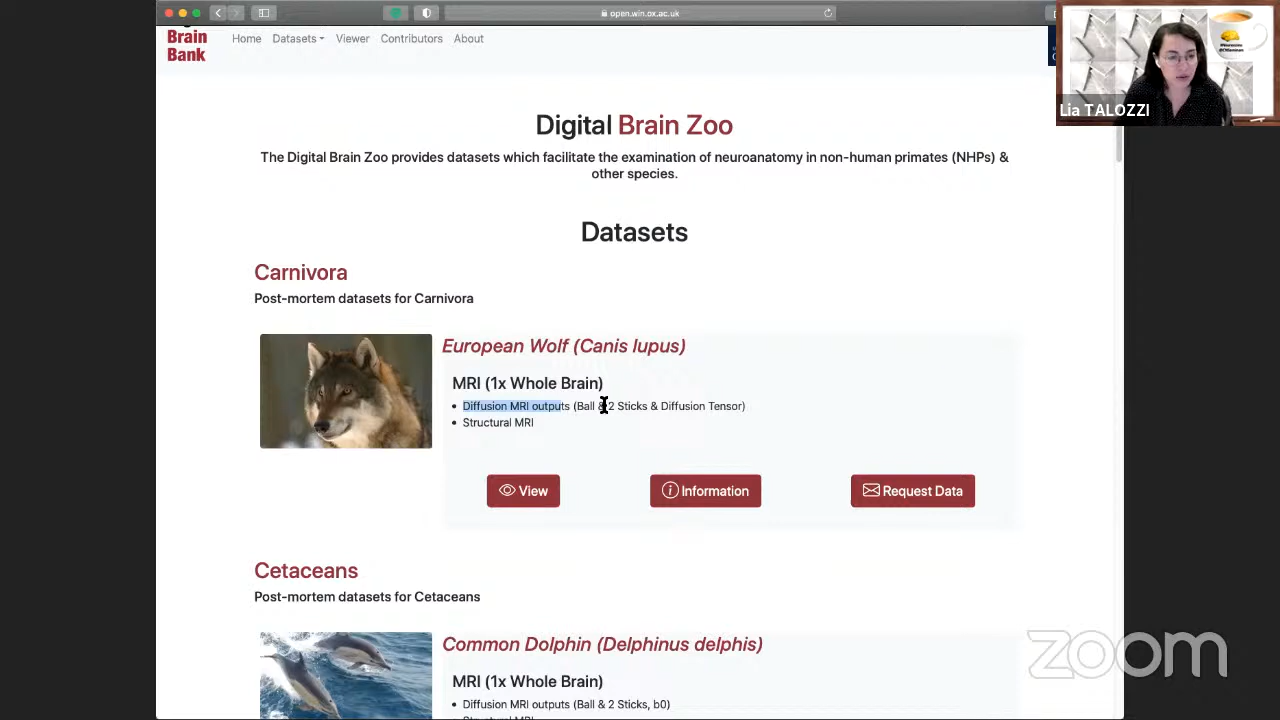 open.win.ox.ac.uk
Brain
Bank
Home
Datasets
Viewer
Contributors
About
Lia TALOZZI
Digital Brain Zoo
The Digital Brain Zoo provides datasets which facilitate the examination of neuroanatomy in non-human primates (NHPs) &
other species.
Datasets
Carnivora
Post-mortem datasets for Carnivora
European Wolf (Canis lupus)
MRI (1x Whole Brain)
• Diffusion MRI outputs (Ball & 2 Sticks & Diffusion Tensor)
• Structural MRI
View
Information
Request Data
Cetaceans
Post-mortem datasets for Cetaceans
Common Dolphin (Delphinus delphis)
MRI (1x Whole Brain)
• Diffusion MRI outputs (Ball & 2 Sticks, b0)
zoom